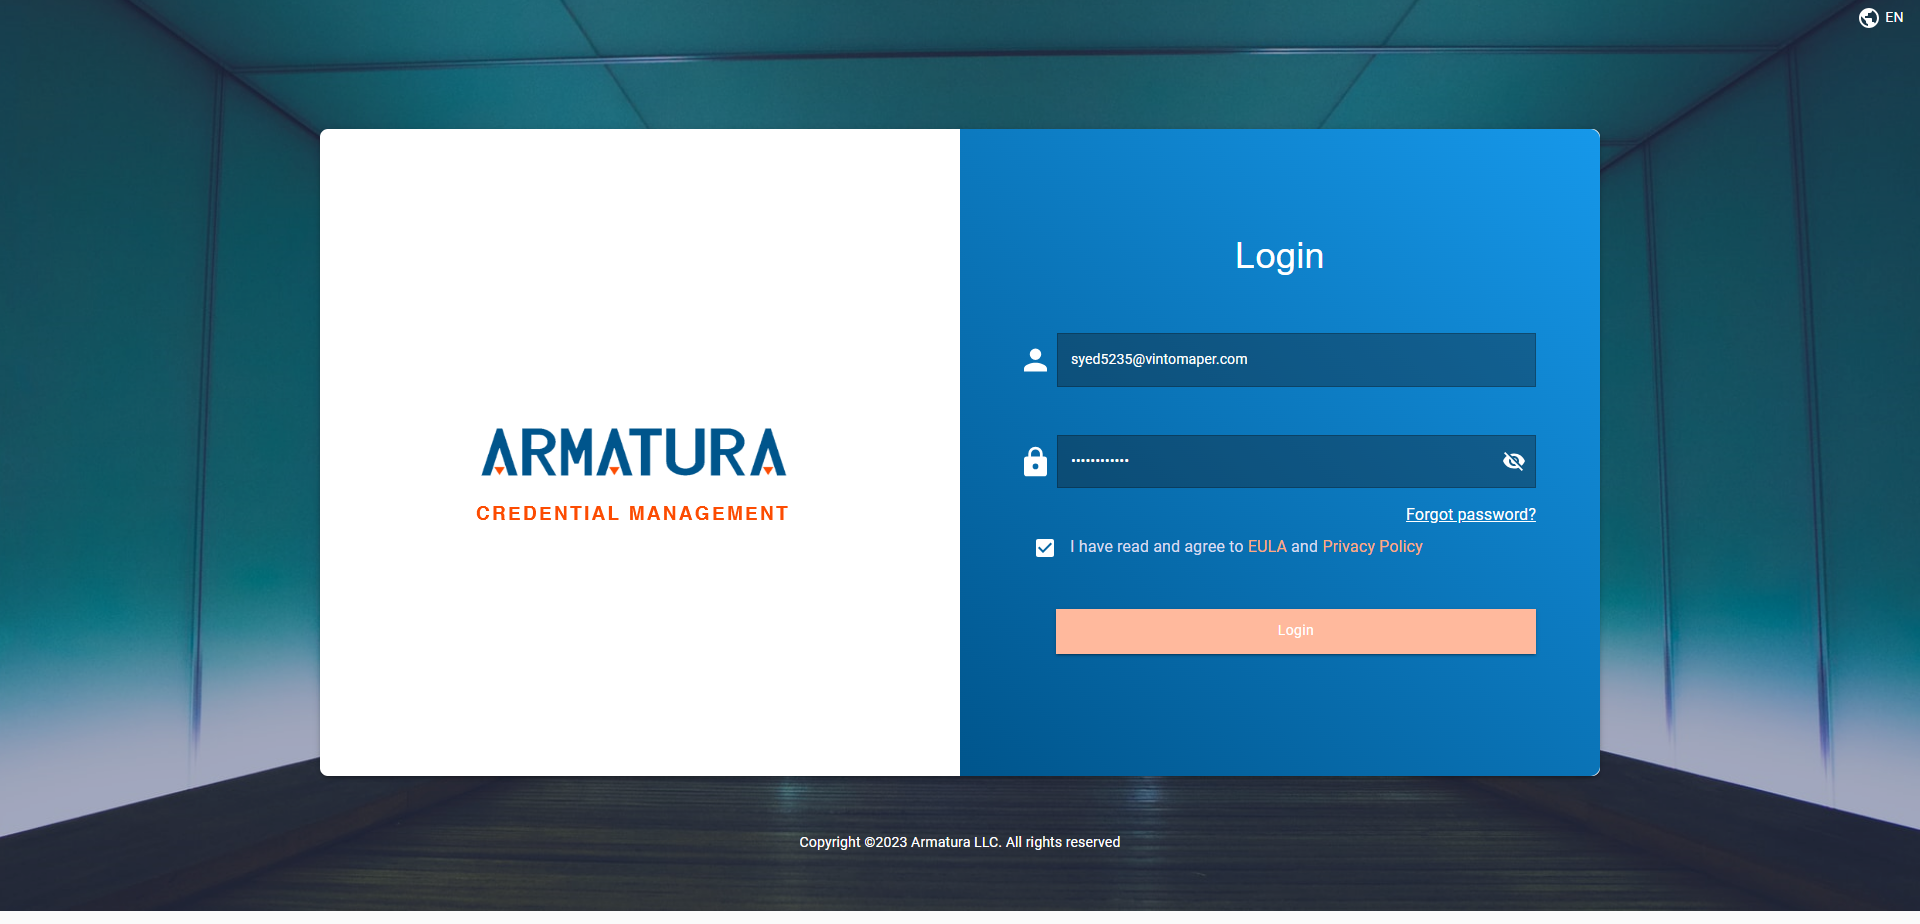 EN
ARMATURA
CREDENTIAL MANAGEMENT
Login
syed5235@vintomaper.com
••••••••••••
Forgot password?
I have read and agree to EULA and Privacy Policy
Login
Copyright ©2023 Armatura LLC. All rights reserved